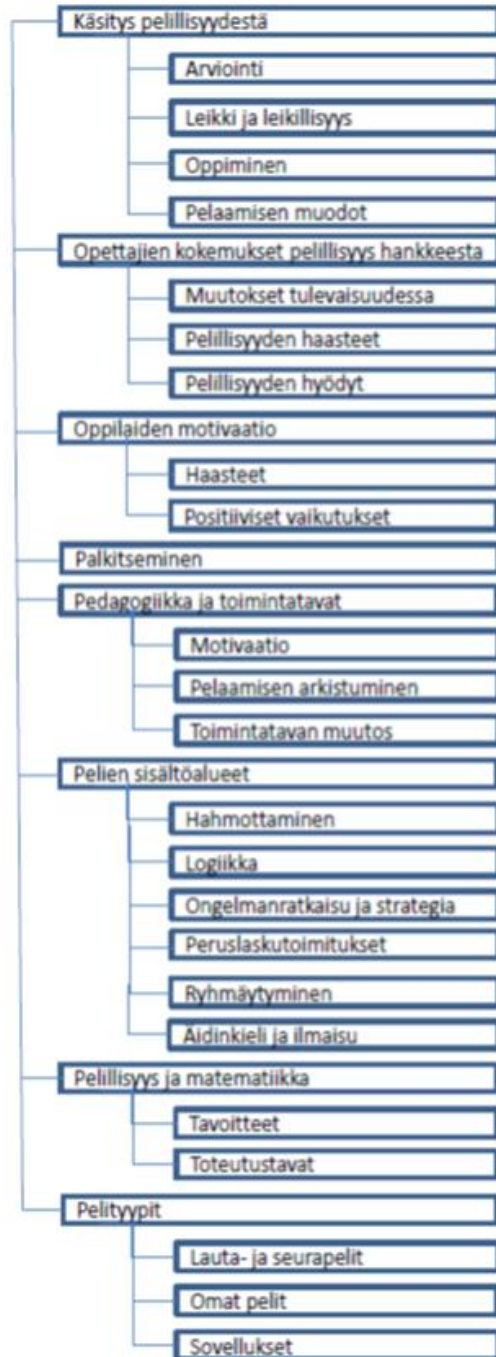 Käsitys pelillisyydestä
Arviointi
Leikki ja leikillisyys
Oppiminen
Pelaamisen muodot
Opettajien kokemukset pelillisyys hankkeesta
Muutokset tulevaisuudessa
Pelillisyyden haasteet
Pelillisyyden hyödyt
Oppilaiden motivaatio
Haasteet
Positiiviset vaikutukset
Palkitseminen
Pedagogiikka ja toimintatavat
Motivaatio
Pelaamisen arkistuminen
Toimintatavan muutos
Pelien sisältöalueet
Hahmottaminen
Logiikka
Ongelmanratkaisu ja strategia
Peruslaskutoimitukset
Ryhmäytyminen
Äidinkieli ja ilmaisu
Pelillisyys ja matematiikka
Tavoitteet
Toteutustavat
Pelityypit
Lauta- ja seurapelit
Omat pelit
Sovellukset